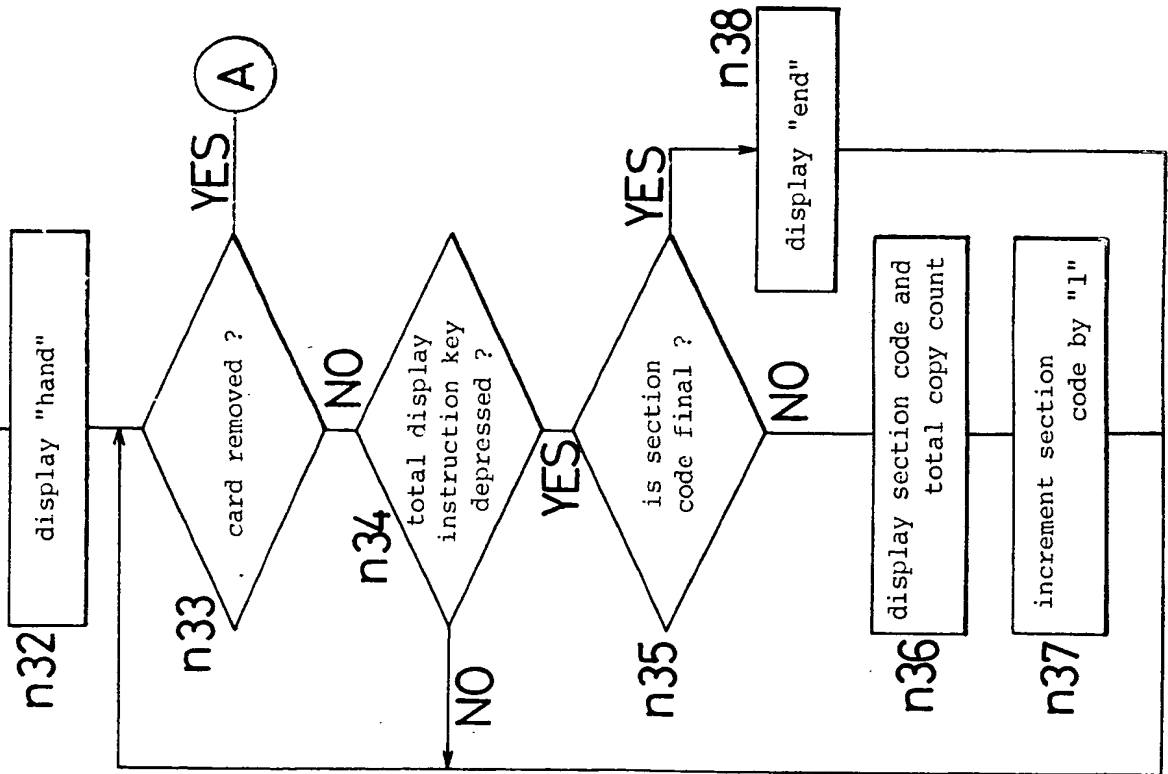 n32
display "hand"
n33
card removed ?
YES
A
NO
n34
total display
instruction key
depressed ?
NO
YES
n35
is section
code final ?
YES
n38
display "end"
NO
n36
display section code and
total copy count
n37
increment section
code by "1"